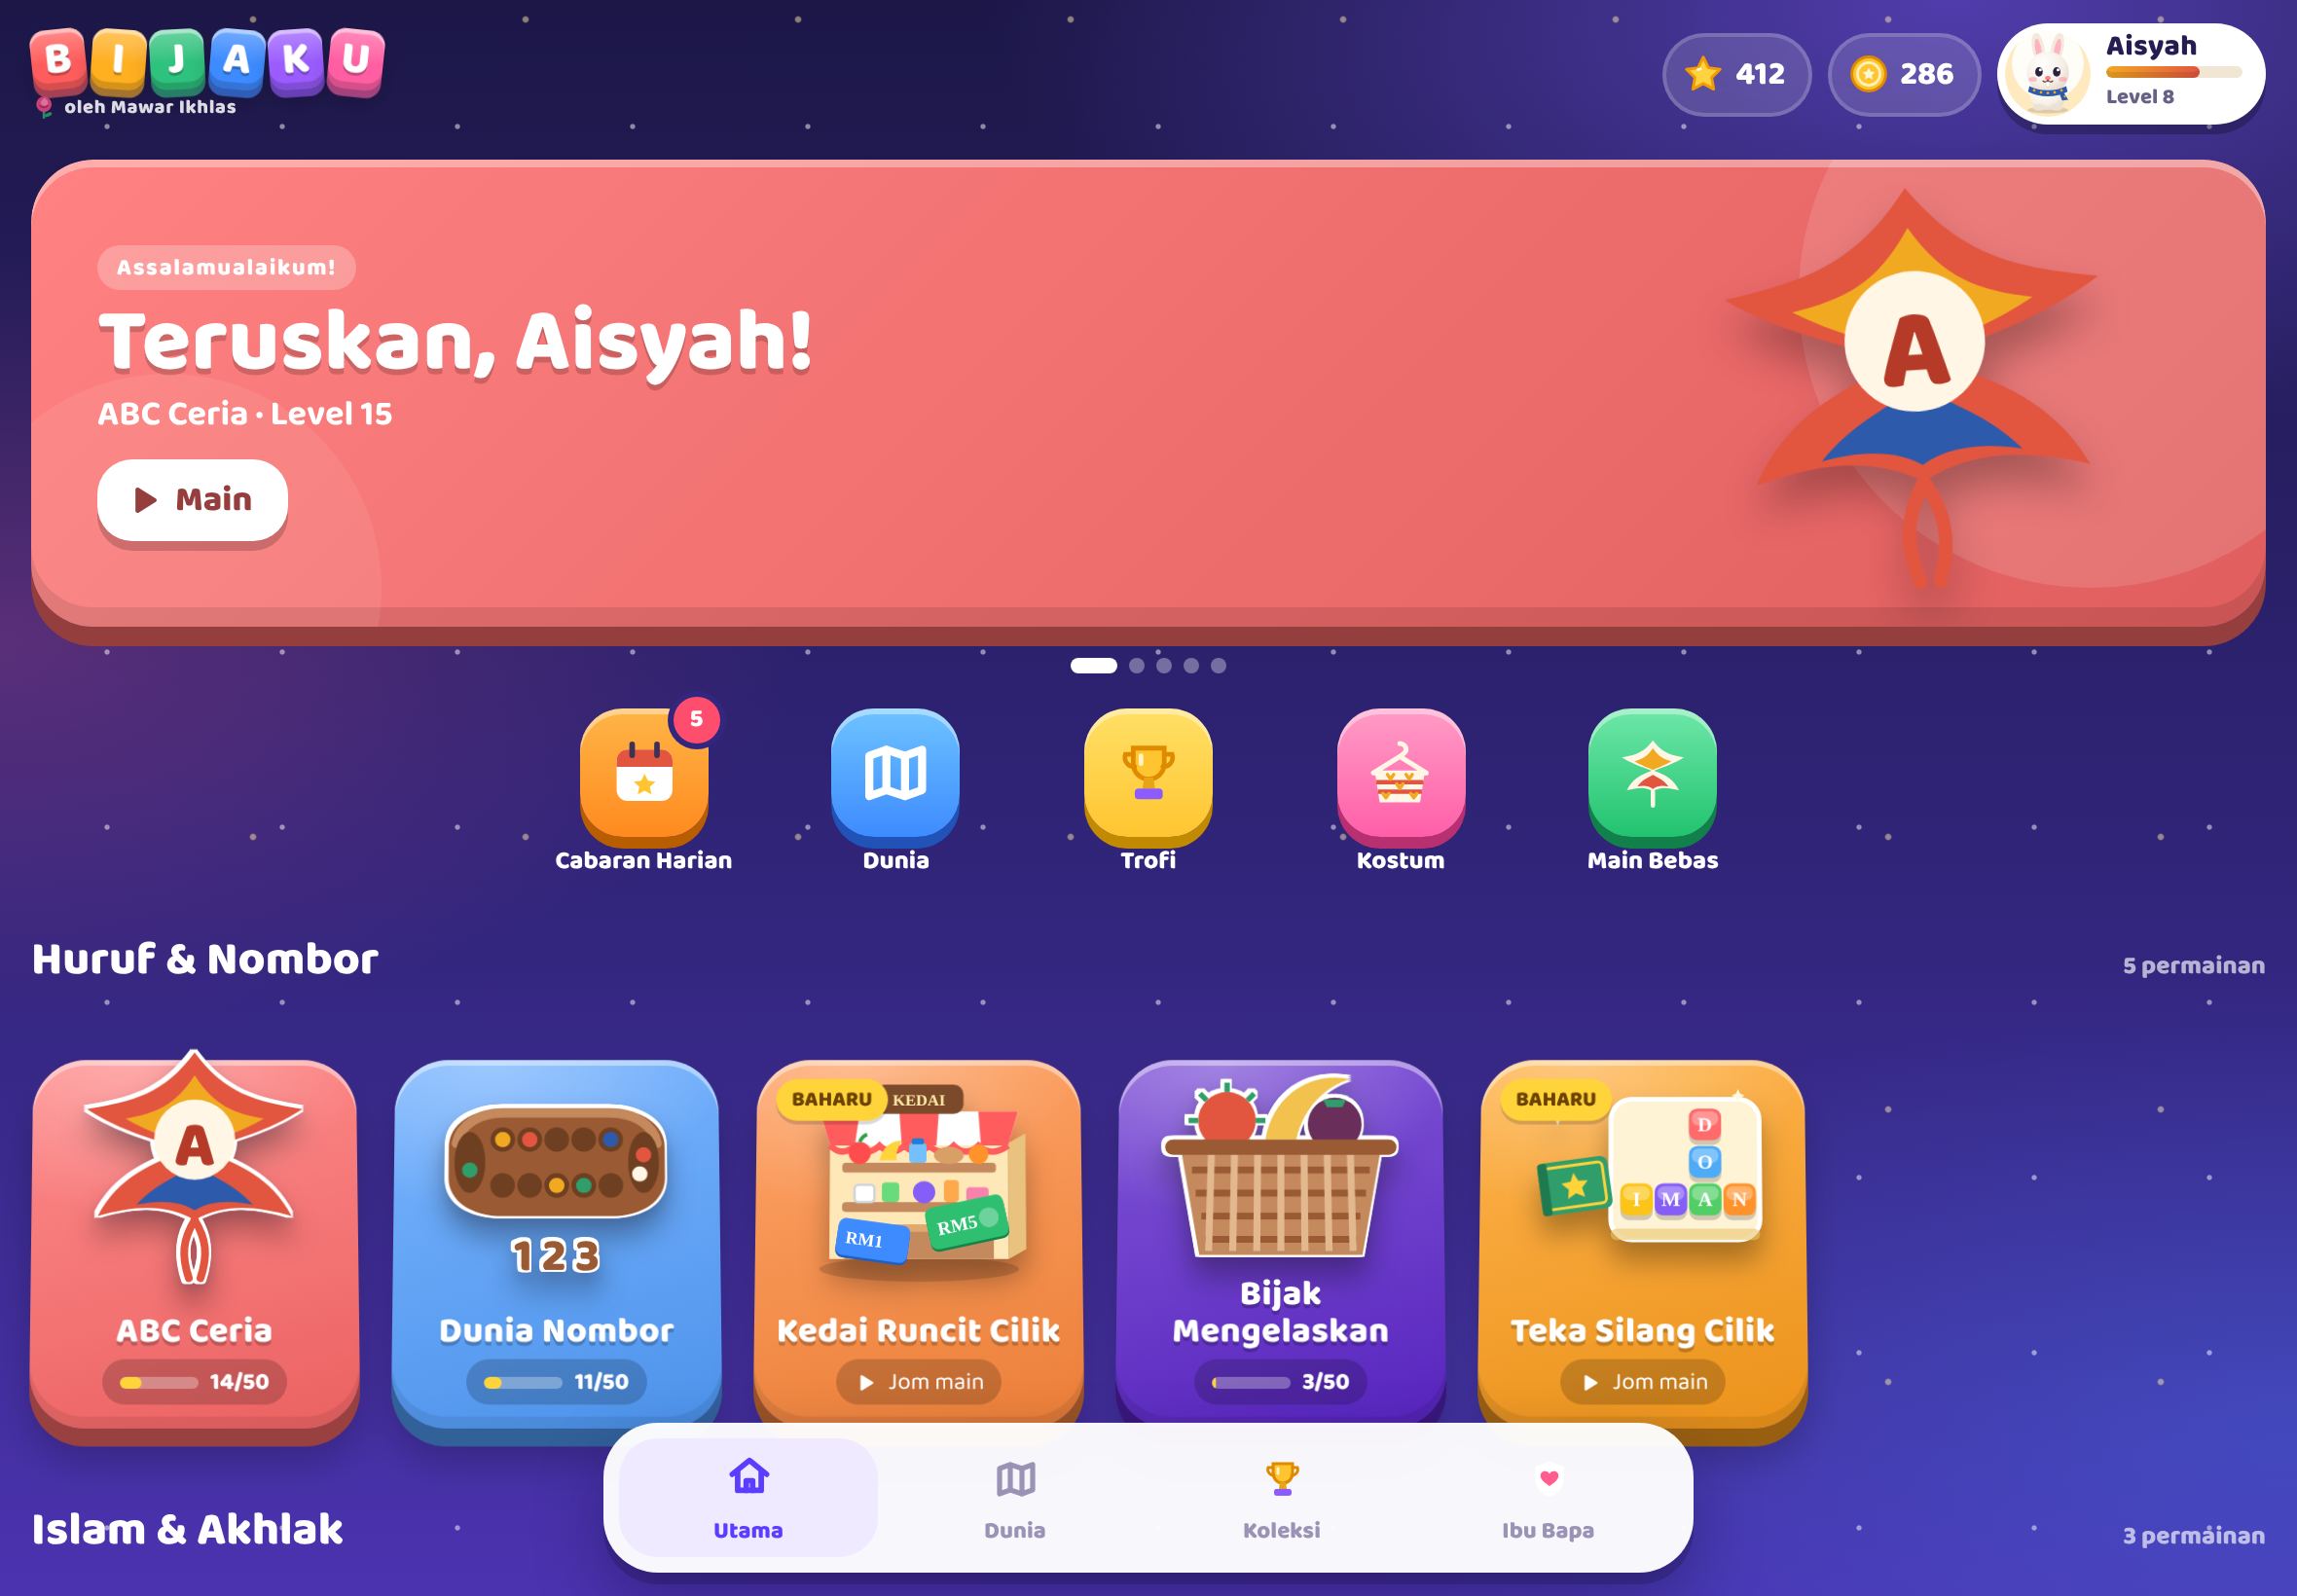 BIJAKU
oleh Mawar Ikhlas
412
286
Aisyah
Level 8
Assalamualaikum!
Teruskan, Aisyah!
ABC Ceria · Level 15
Main
A
5
Cabaran Harian
Dunia
Trofi
Kostum
Main Bebas
Huruf & Nombor
5 permainan
A
ABC Ceria
14/50
123
Dunia Nombor
11/50
BAHARU
KEDAI
RM1
RM5
Kedai Runcit Cilik
Jom main
Bijak
Mengelaskan
3/50
BAHARU
D
O
IMAN
Teka Silang Cilik
Jom main
Islam & Akhlak
3 permainan
Utama
Dunia
Koleksi
Ibu Bapa